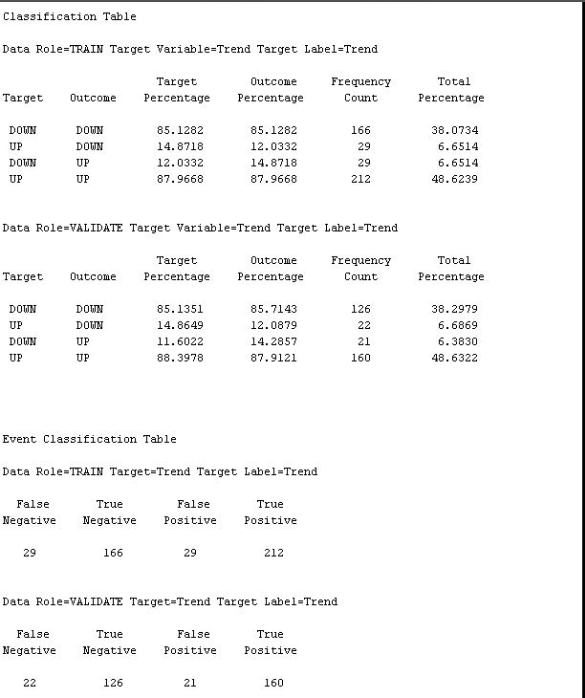 Classification Table
Data Role=TRAIN Target Variable=Trend Target Label=Trend
Target Outcome Frequency Total
Target Outcome Percentage Percentage Count Percentage
DOWN DOWN 85.1282 85.1282 166 38.0734
UP DOWN 14.8718 12.0332 29 6.6514
DOWN UP 12.0332 14.8718 29 6.6514
UP UP 87.9668 87.9668 212 48.6239
Data Role=VALIDATE Target Variable=Trend Target Label=Trend
Target Outcome Frequency Total
Target Outcome Percentage Percentage Count Percentage
DOWN DOWN 85.1351 85.7143 126 38.2979
UP DOWN 14.8649 12.0879 22 6.6869
DOWN UP 11.6022 14.2857 21 6.3830
UP UP 88.3978 87.9121 160 48.6322
Event Classification Table
Data Role=TRAIN Target=Trend Target Label=Trend
False True False True
Negative Negative Positive Positive
29 166 29 212
Data Role=VALIDATE Target=Trend Target Label=Trend
False True False True
Negative Negative Positive Positive
22 126 21 160